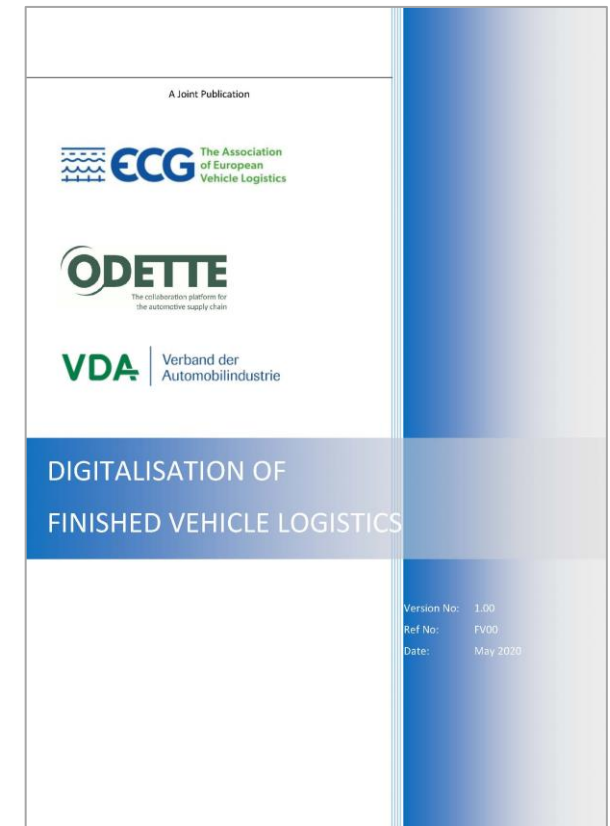 A Joint Publication
ECG
The Association
of European
Vehicle Logistics
ODETTE
The collaboration platform for
the automotive supply chain
VDA
Verband der
Automobilindustrie
DIGITALISATION OF
FINISHED VEHICLE LOGISTICS
Version No: 1.00
Ref No: FV00
Date: May 2020